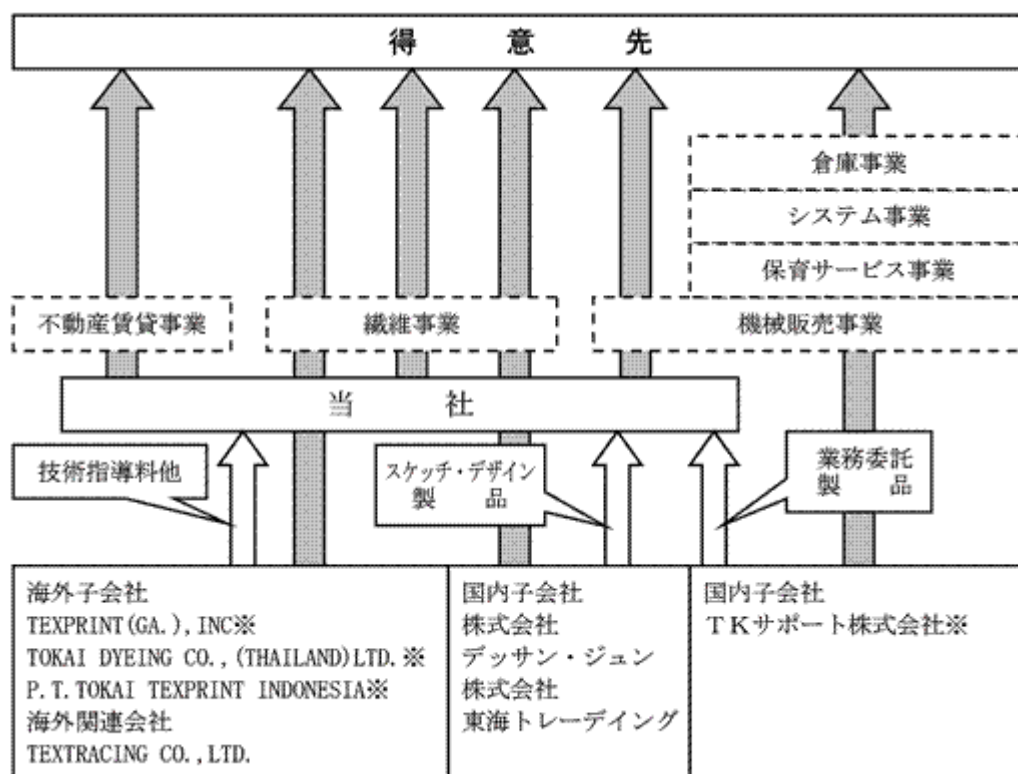 得意先
倉庫事業
システム事業
保育サービス事業
不動産賃貸事業
繊維事業
機械販売事業
当社
技術指導料他
スケッチ・デザイン
製品
業務委託
製品
海外子会社
TEXPRINT(GA.),INC※
TOKAI DYEING CO.,(THAILAND)LTD.※
P.T.TOKAI TEXPRINT INDONESIA※
海外関連会社
TEXTRACING CO.,LTD.
国内子会社
株式会社
デッサン・ジュン
株式会社
東海トレーデイング
国内子会社
TKサポート株式会社※